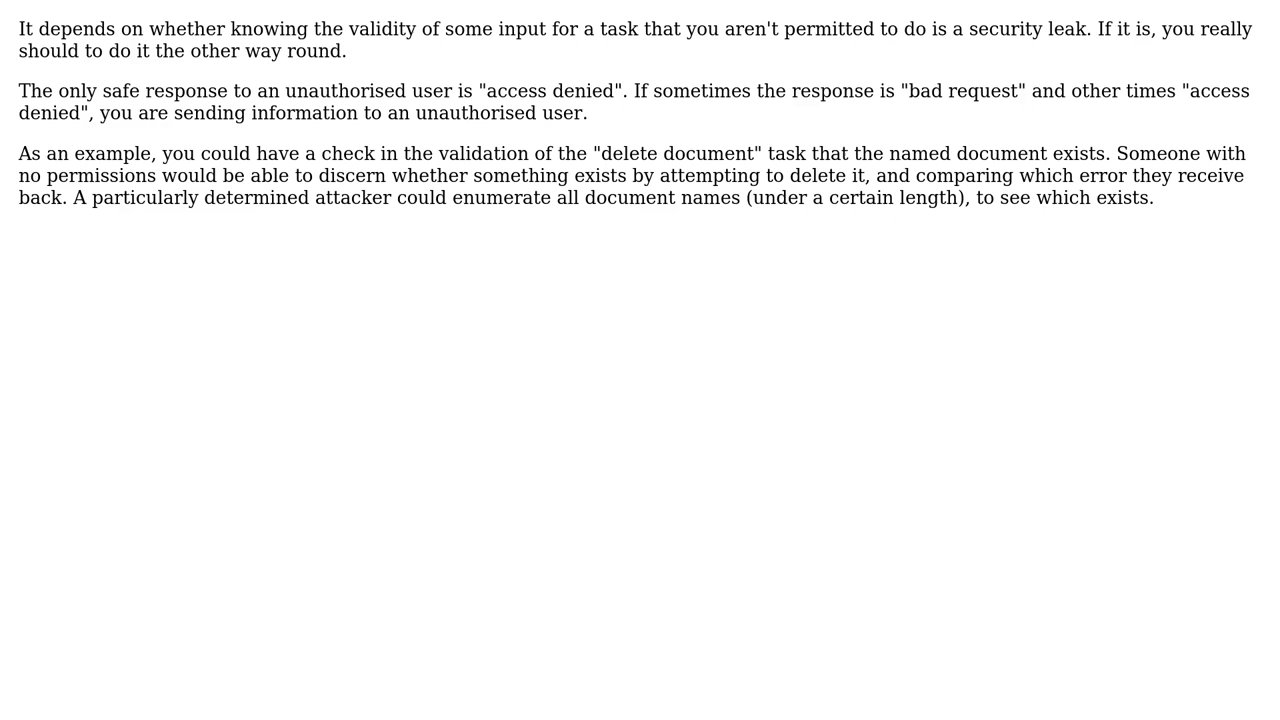 It depends on whether knowing the validity of some input for a task that you aren't permitted to do is a security leak. If it is, you really
should to do it the other way round.
The only safe response to an unauthorised user is "access denied". If sometimes the response is "bad request" and other times "access
denied", you are sending information to an unauthorised user.
As an example, you could have a check in the validation of the "delete document" task that the named document exists. Someone with
no permissions would be able to discern whether something exists by attempting to delete it, and comparing which error they receive
back. A particularly determined attacker could enumerate all document names (under a certain length), to see which exists.